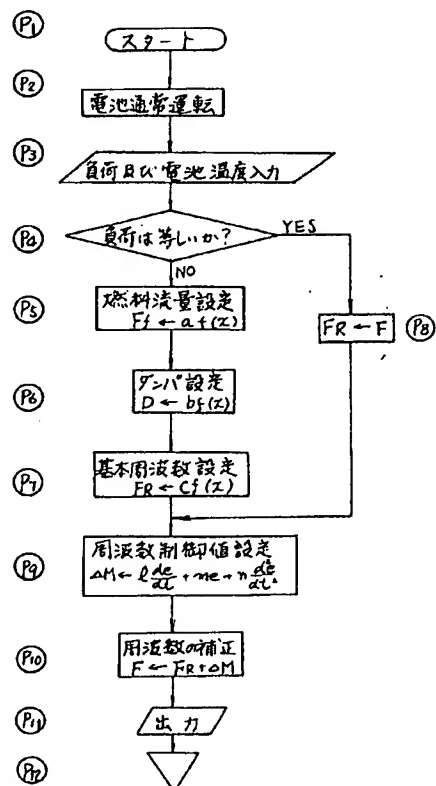 P1
スタート
P2
電池通常運転
P3
負荷及び電池温度入力
P4
負荷は等しいか?
YES
NO
P5
燃料流量設定
Ff ← af(x)
FR ← F
P8
P6
ダンパ設定
D ← bf(x)
P7
基本周波数設定
FR ← Cf(x)
P9
周波数制御値設定
ΔM ← ℓ de/dt + me + n d²e/dt²
P10
周波数の補正
F ← FR + ΔM
P11
出力
P12